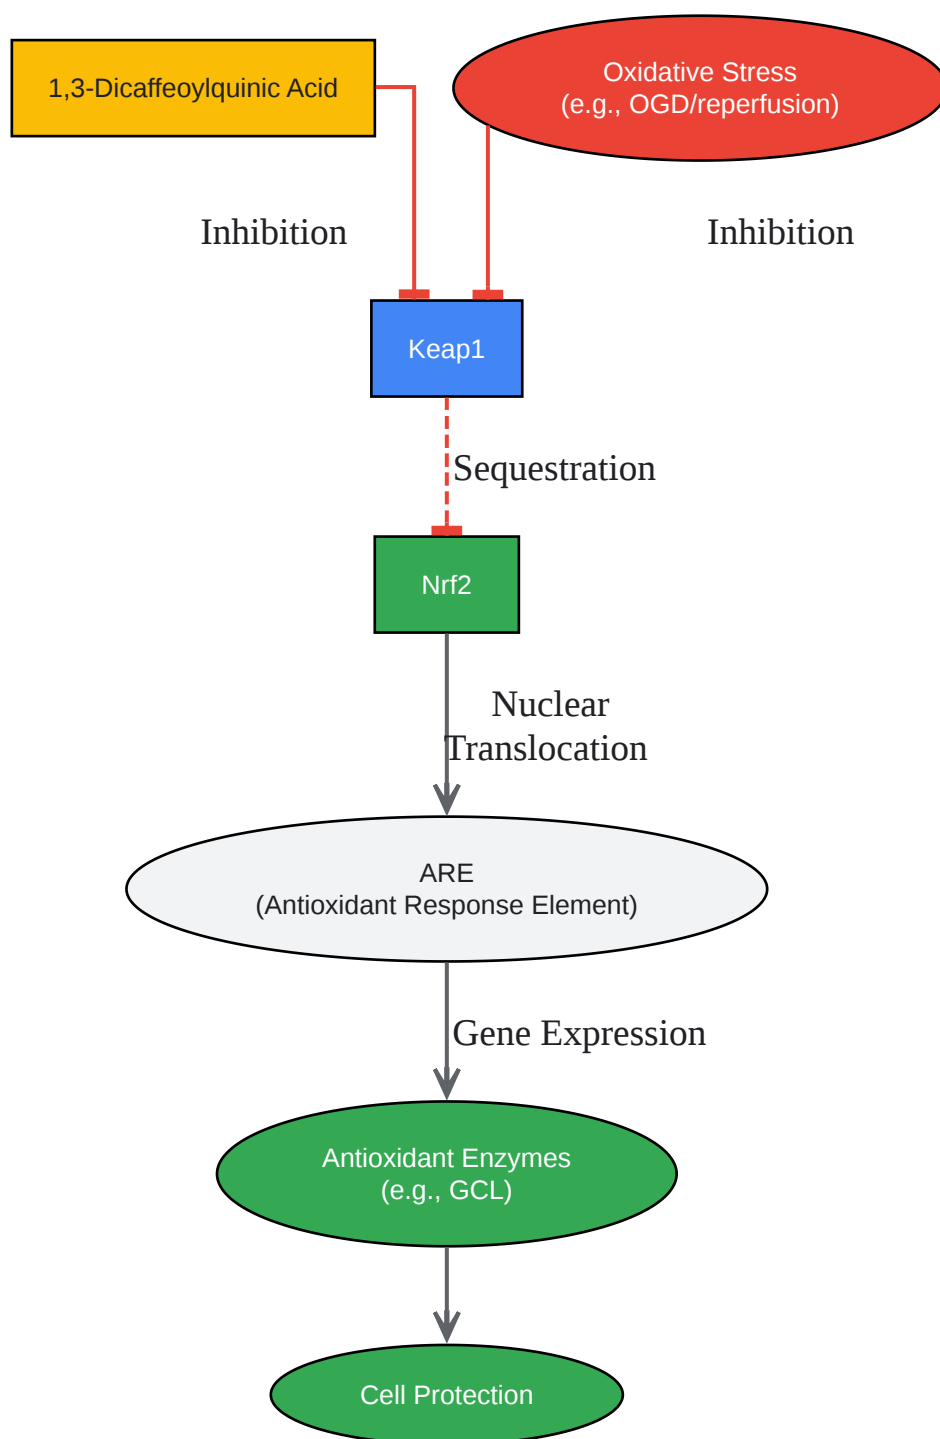 1,3-Dicaffeoylquinic Acid
Oxidative Stress
(e.g., OGD/reperfusion)
Inhibition
Inhibition
Keap1
Sequestration
Nrf2
Nuclear
Translocation
ARE
(Antioxidant Response Element)
Gene Expression
Antioxidant Enzymes
(e.g., GCL)
Cell Protection